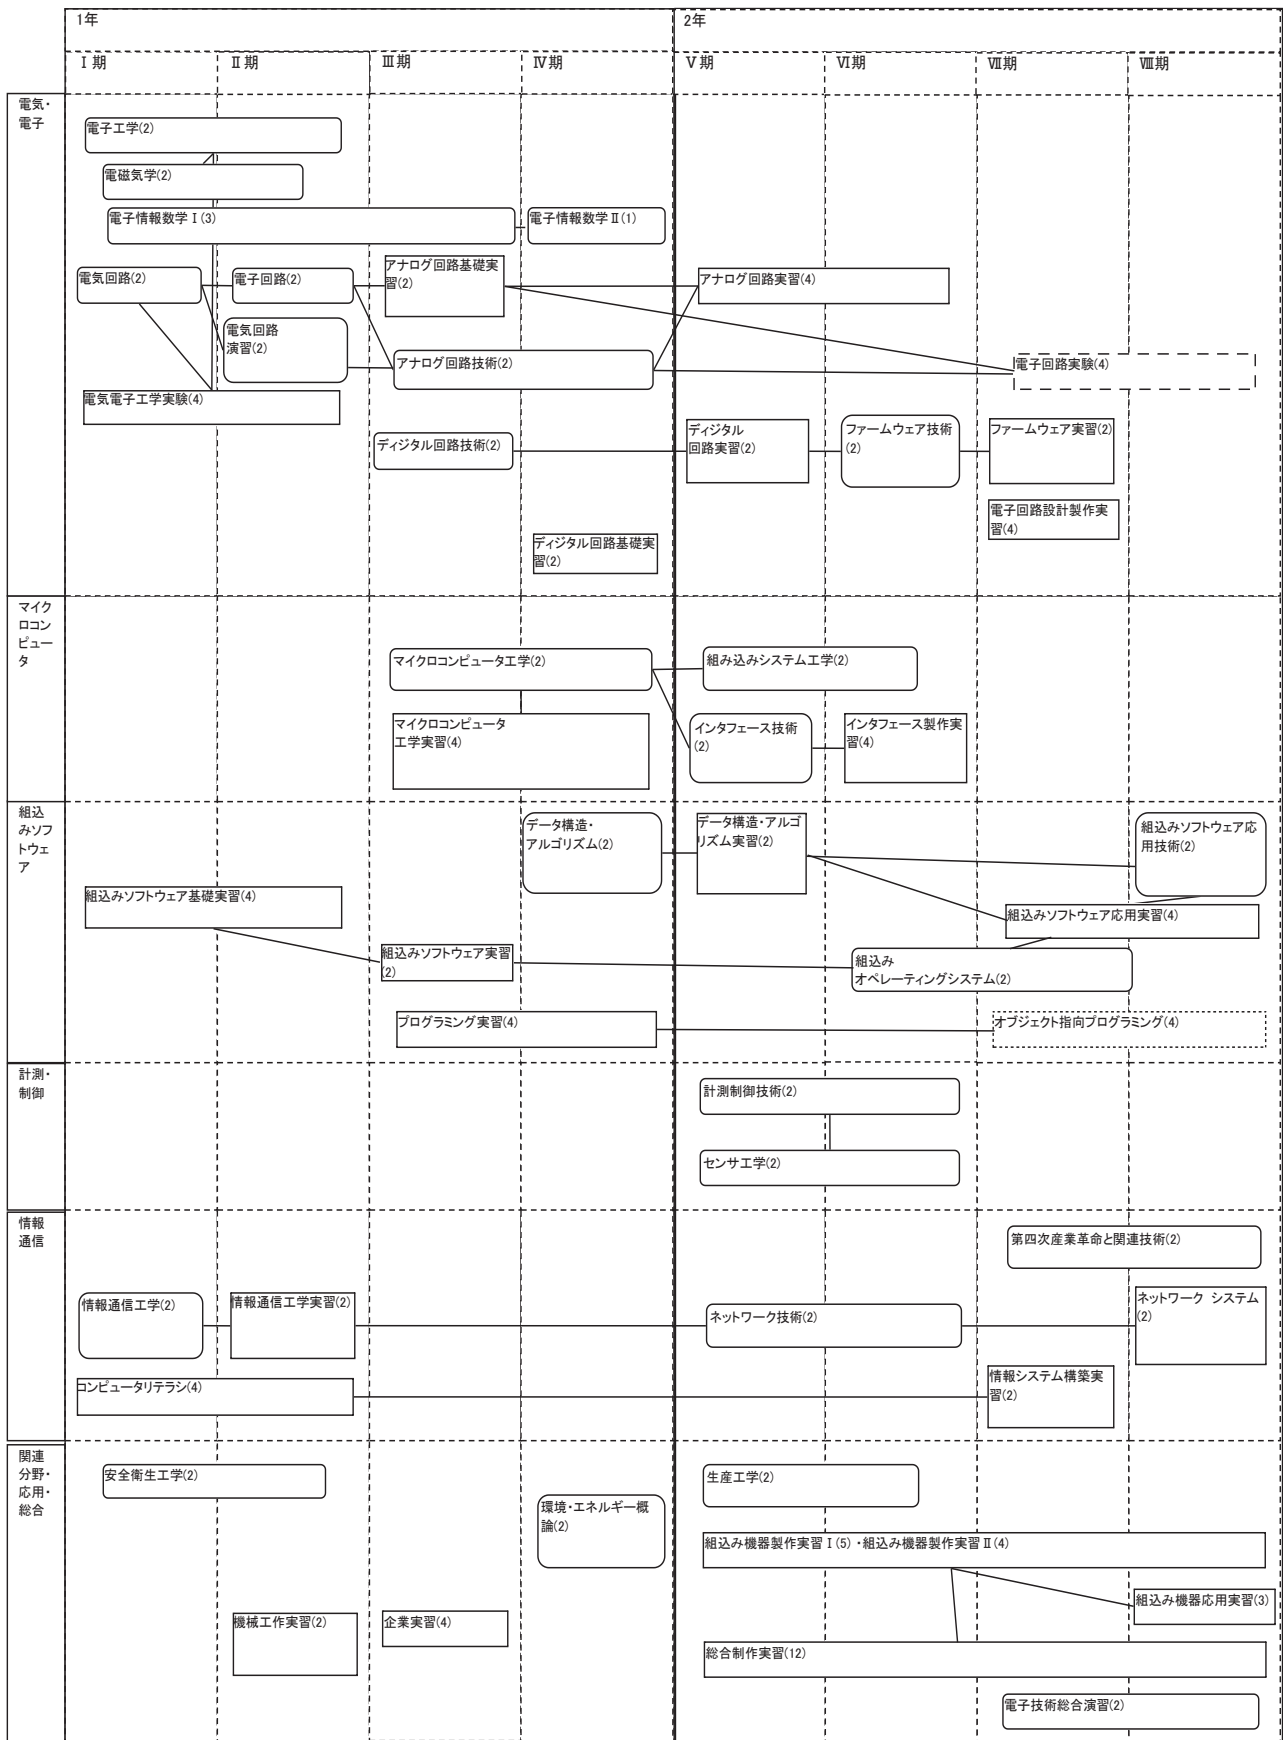 1年
2年
Ⅰ期
Ⅱ期
Ⅲ期
Ⅳ期
Ⅴ期
Ⅵ期
Ⅶ期
Ⅷ期
電気・
電子
電子工学(2)
電磁気学(2)
電子情報数学Ⅰ(3)
電子情報数学Ⅱ(1)
電気回路(2)
電子回路(2)
アナログ回路基礎実
習(2)
アナログ回路実習(4)
電気回路
演習(2)
アナログ回路技術(2)
電子回路実験(4)
電気電子工学実験(4)
ディジタル回路技術(2)
ディジタル
回路実習(2)
ファームウェア技術
(2)
ファームウェア実習(2)
電子回路設計製作実
習(4)
ディジタル回路基礎実
習(2)
マイク
ロコン
ピュー
タ
マイクロコンピュータ工学(2)
組み込みシステム工学(2)
マイクロコンピュータ
工学実習(4)
インタフェース技術
(2)
インタフェース製作実
習(4)
組込
みソフ
トウェ
ア
データ構造・
アルゴリズム(2)
データ構造・アルゴ
リズム実習(2)
組込みソフトウェア応
用技術(2)
組込みソフトウェア基礎実習(4)
組込みソフトウェア応用実習(4)
組込みソフトウェア実習
(2)
組込み
オペレーティングシステム(2)
プログラミング実習(4)
オブジェクト指向プログラミング(4)
計測・
制御
計測制御技術(2)
センサ工学(2)
情報
通信
第四次産業革命と関連技術(2)
情報通信工学(2)
情報通信工学実習(2)
ネットワーク技術(2)
ネットワーク システム
(2)
コンピュータリテラシ(4)
情報システム構築実
習(2)
関連
分野・
応用・
総合
安全衛生工学(2)
環境・エネルギー概
論(2)
生産工学(2)
組込み機器製作実習Ⅰ(5)・組込み機器製作実習Ⅱ(4)
機械工作実習(2)
企業実習(4)
組込み機器応用実習(3)
総合制作実習(12)
電子技術総合演習(2)